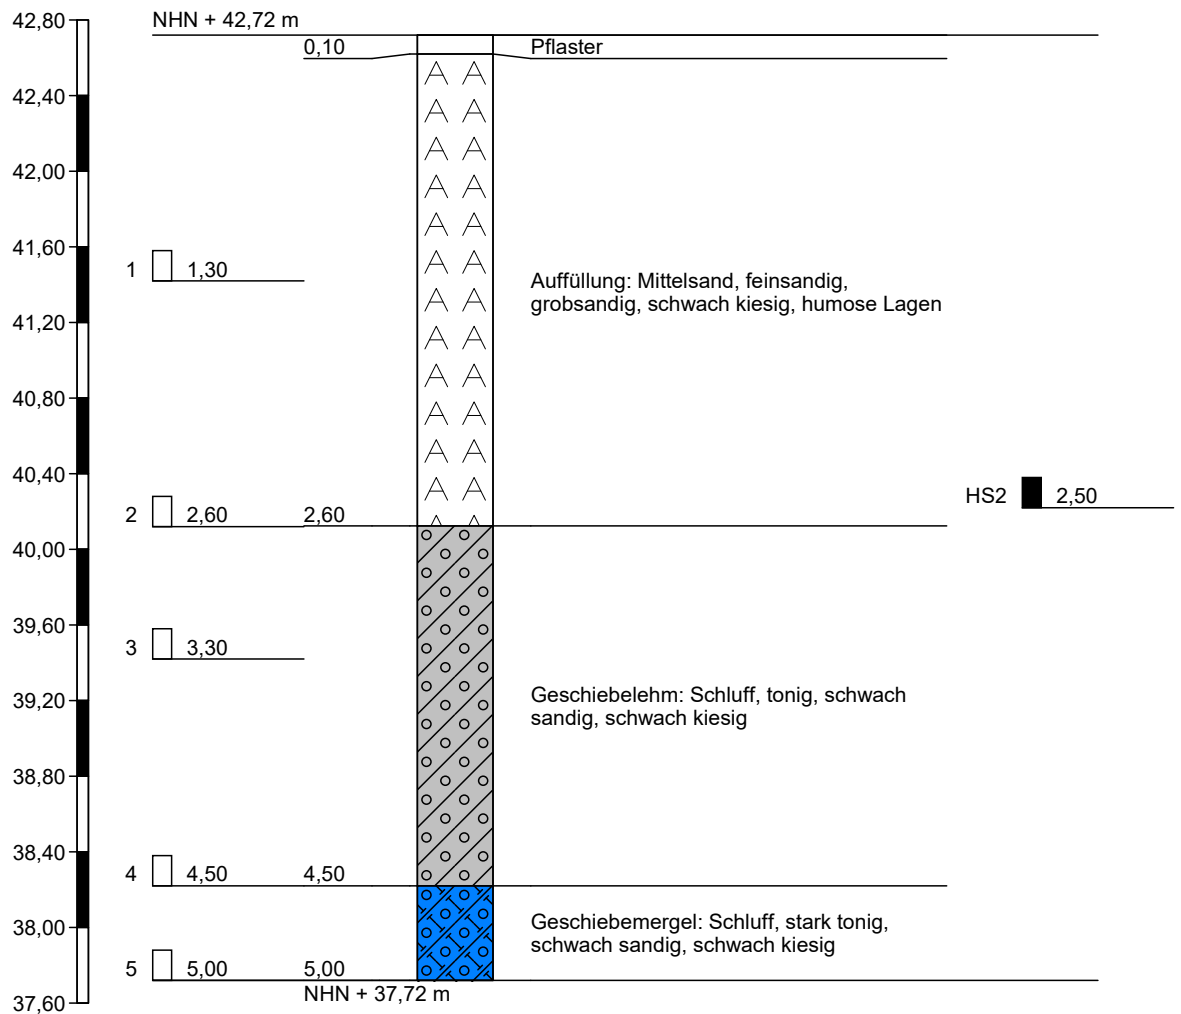 42,80
NHN + 42,72 m
0,10
Pflaster
42,40
42,00
41,60
1
1,30
Auffüllung: Mittelsand, feinsandig,
grobsandig, schwach kiesig, humose Lagen
41,20
40,80
40,40
HS2
2,50
2
2,60
2,60
40,00
39,60
3
3,30
39,20
Geschiebelehm: Schluff, tonig, schwach
sandig, schwach kiesig
38,80
38,40
4
4,50
4,50
38,00
Geschiebemergel: Schluff, stark tonig,
schwach sandig, schwach kiesig
5
5,00
5,00
NHN + 37,72 m
37,60